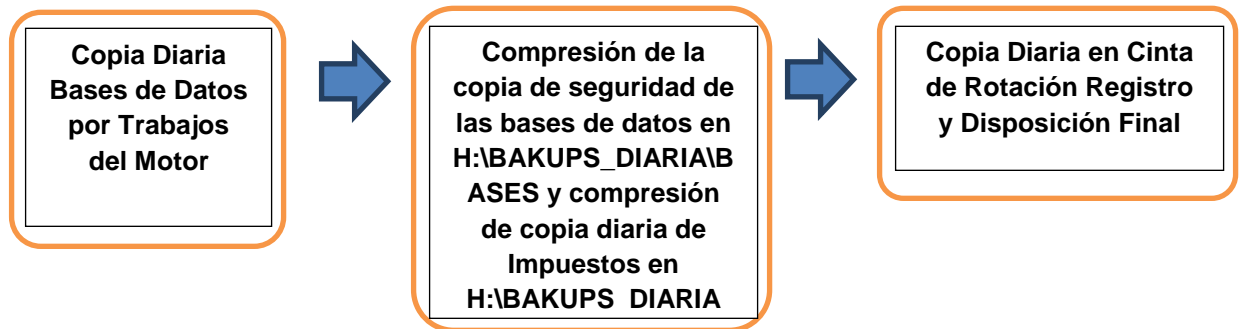 Copia Diaria
Bases de Datos
por Trabajos
del Motor
Compresión de la
copia de seguridad de
las bases de datos en
H:\BAKUPS_DIARIA\B
ASES y compresión
de copia diaria de
Impuestos en
H:\BAKUPS_DIARIA
Copia Diaria en Cinta
de Rotación Registro
y Disposición Final